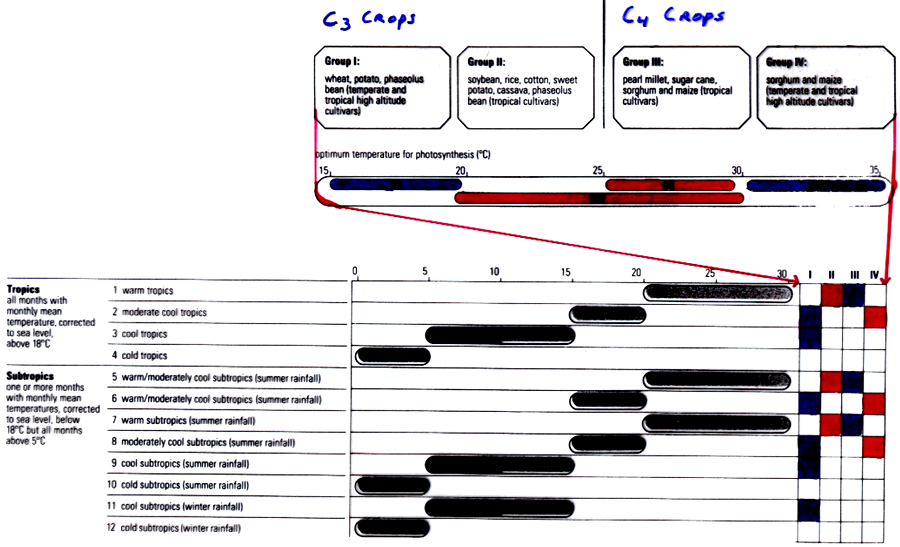 C3 CROPS
C4 CROPS
Group I:
wheat, potato, phaseolus
bean (temperate and
tropical high altitude
cultivars)
Group II:
soybean, rice, cotton, sweet
potato, cassava, phaseolus
bean (tropical cultivars)
Group III:
pearl millet, sugar cane,
sorghum and maize (tropical
cultivars)
Group IV:
sorghum and maize
(temperate and tropical
high altitude cultivars)
optimum temperature for photosynthesis (°C)
15 20 25 30 35
0 5 10 15 20 25 30 I II III IV
Tropics
all months with
monthly mean
temperature, corrected
to sea level,
above 18°C
1 warm tropics
2 moderate cool tropics
3 cool tropics
4 cold tropics
Subtropics
one or more months
with monthly mean
temperatures, corrected
to sea level, below
18°C but all months
above 5°C
5 warm/moderately cool subtropics (summer rainfall)
6 warm/moderately cool subtropics (summer rainfall)
7 warm subtropics (summer rainfall)
8 moderately cool subtropics (summer rainfall)
9 cool subtropics (summer rainfall)
10 cold subtropics (summer rainfall)
11 cool subtropics (winter rainfall)
12 cold subtropics (winter rainfall)